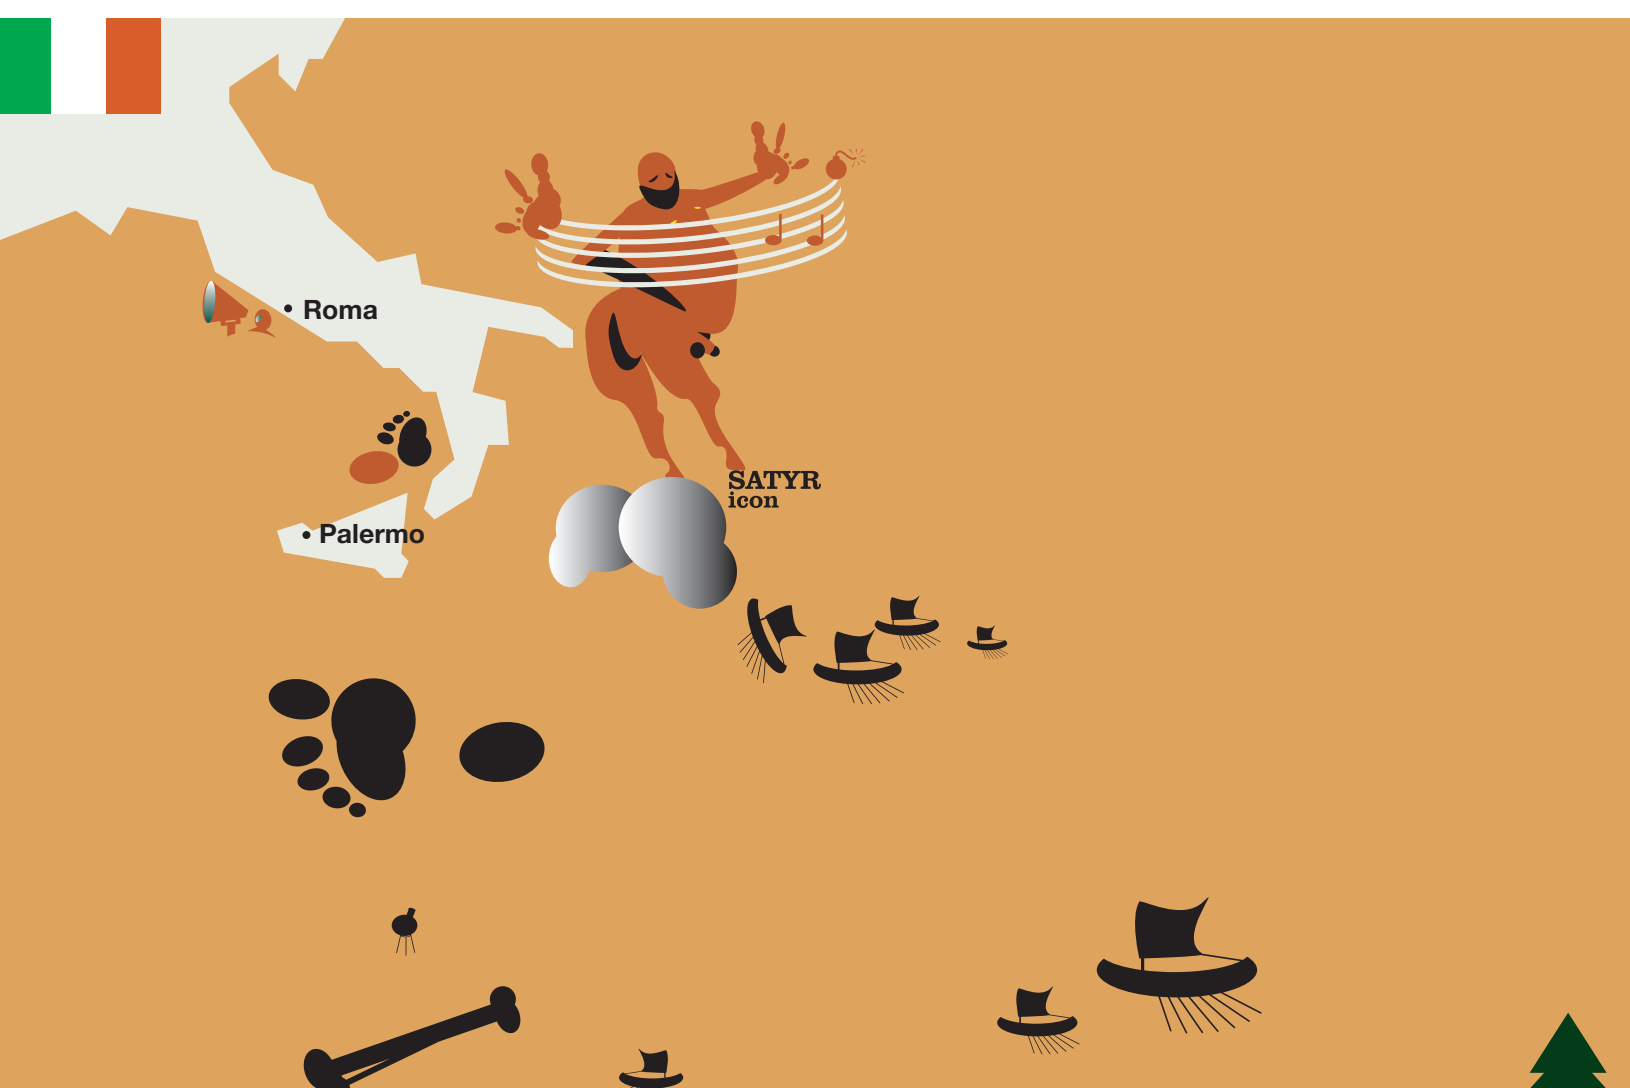 • Roma
SATYR
icon
• Palermo